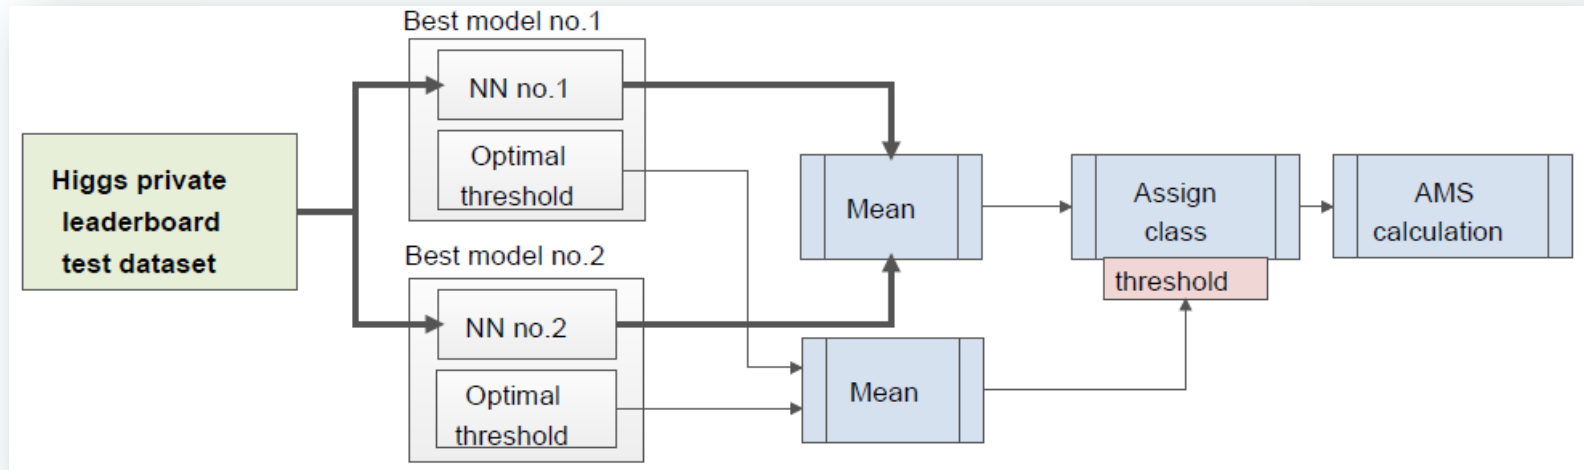 Best model no.1
NN no.1
Optimal
threshold
Higgs private
leaderboard
test dataset
Best model no.2
NN no.2
Optimal
threshold
Mean
Mean
Assign
class
threshold
AMS
calculation